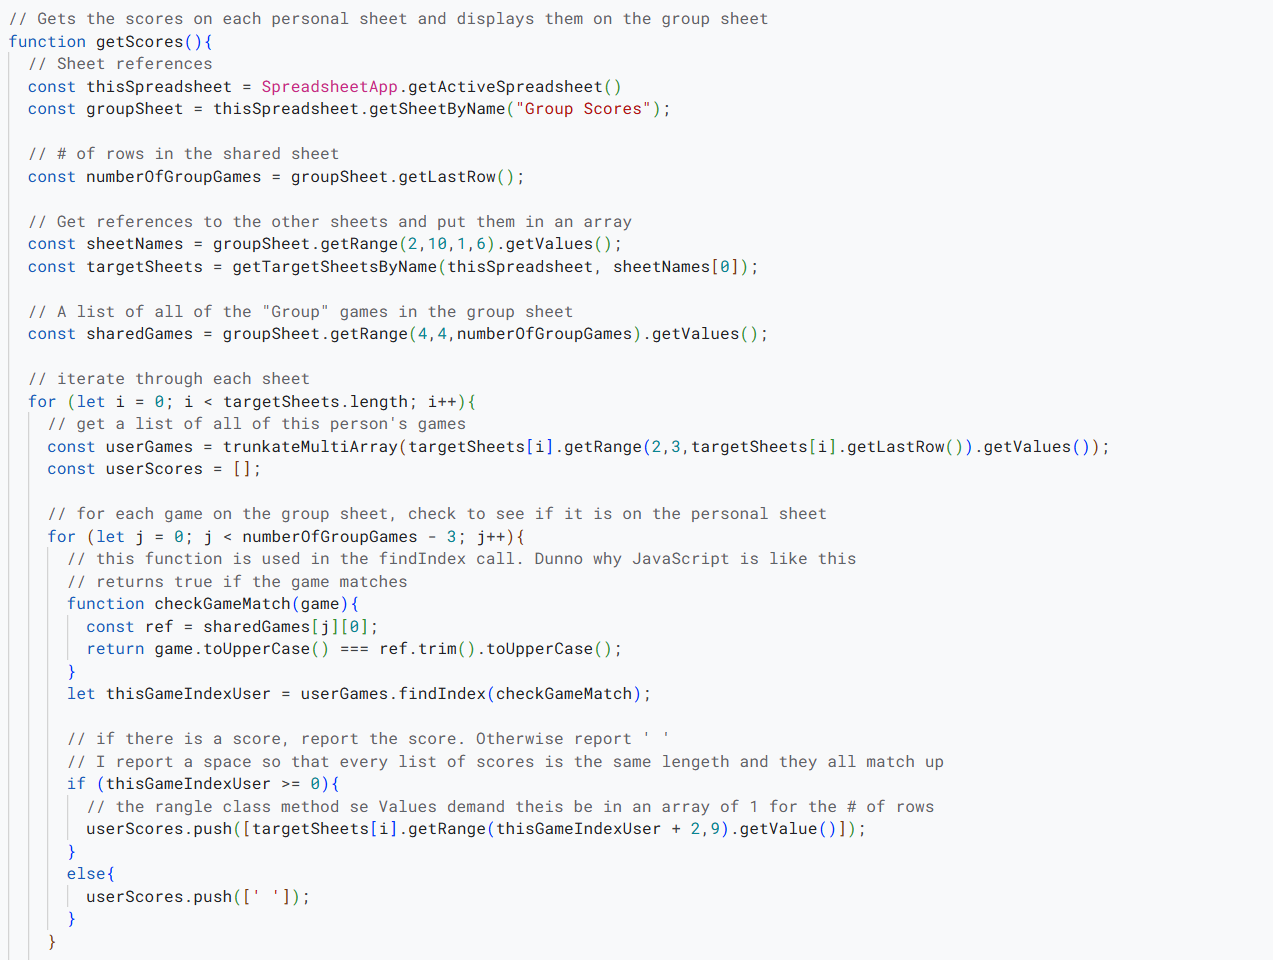 // Gets the scores on each personal sheet and displays them on the group sheet
function getScores(){
// Sheet references
const thisSpreadsheet = SpreadsheetApp.getActiveSpreadsheet()
const groupSheet = thisSpreadsheet.getSheetByName("Group Scores");
// # of rows in the shared sheet
const numberOfGroupGames = groupSheet.getLastRow();
// Get references to the other sheets and put them in an array
const sheetNames = groupSheet.getRange(2,10,1,6).getValues();
const targetSheets = getTargetSheetsByName(thisSpreadsheet, sheetNames[0]);
// A list of all of the "Group" games in the group sheet
const sharedGames = groupSheet.getRange(4,4,numberOfGroupGames).getValues();
// iterate through each sheet
for (let i = 0; i < targetSheets.length; i++){
// get a list of all of this person's games
const userGames = trunkateMultiArray(targetSheets[i].getRange(2,3,targetSheets[i].getLastRow()).getValues());
const userScores = [];
// for each game on the group sheet, check to see if it is on the personal sheet
for (let j = 0; j < numberOfGroupGames - 3; j++){
// this function is used in the findIndex call. Dunno why JavaScript is like this
// returns true if the game matches
function checkGameMatch(game){
const ref = sharedGames[j][0];
return game.toUpperCase() === ref.trim().toUpperCase();
}
let thisGameIndexUser = userGames.findIndex(checkGameMatch);
// if there is a score, report the score. Otherwise report ' '
// I report a space so that every list of scores is the same lengeth and they all match up
if (thisGameIndexUser >= 0){
// the rangle class method se Values demand theis be in an array of 1 for the # of rows
userScores.push([targetSheets[i].getRange(thisGameIndexUser + 2,9).getValue()]);
}
else{
userScores.push([' ']);
}
}